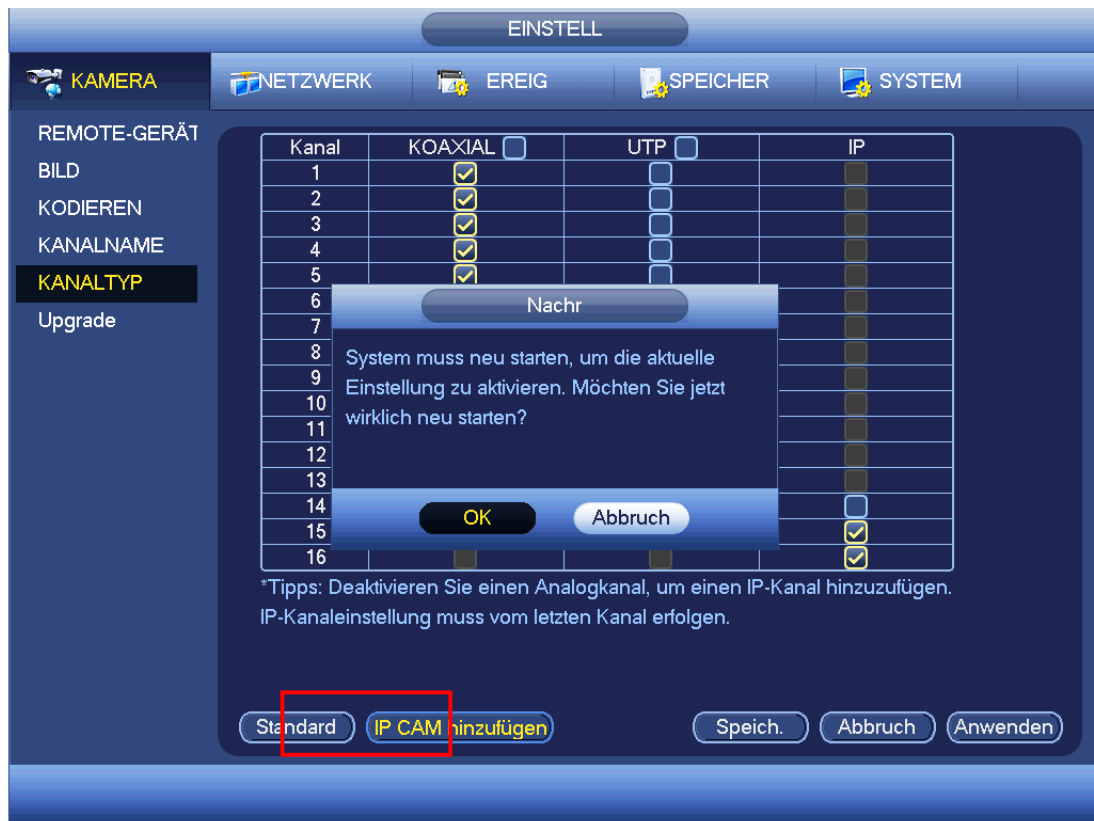 EINSTELL
KAMERA NETZWERK EREIG SPEICHER SYSTEM
REMOTE-GERÄT
BILD
KODIEREN
KANALNAME
KANALTYP
Upgrade
Kanal KOAXIAL UTP IP
1
2
3
4
5
6
7
8
9
10
11
12
13
14
15
16
Nachr
System muss neu starten, um die aktuelle
Einstellung zu aktivieren. Möchten Sie jetzt
wirklich neu starten?
OK Abbruch
*Tipps: Deaktivieren Sie einen Analogkanal, um einen IP-Kanal hinzuzufügen.
IP-Kanaleinstellung muss vom letzten Kanal erfolgen.
Standard IP CAM hinzufügen Speich. Abbruch Anwenden